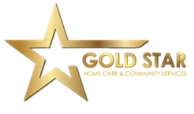 GOLD STAR
HOME CARE & COMMUNITY SERVICES